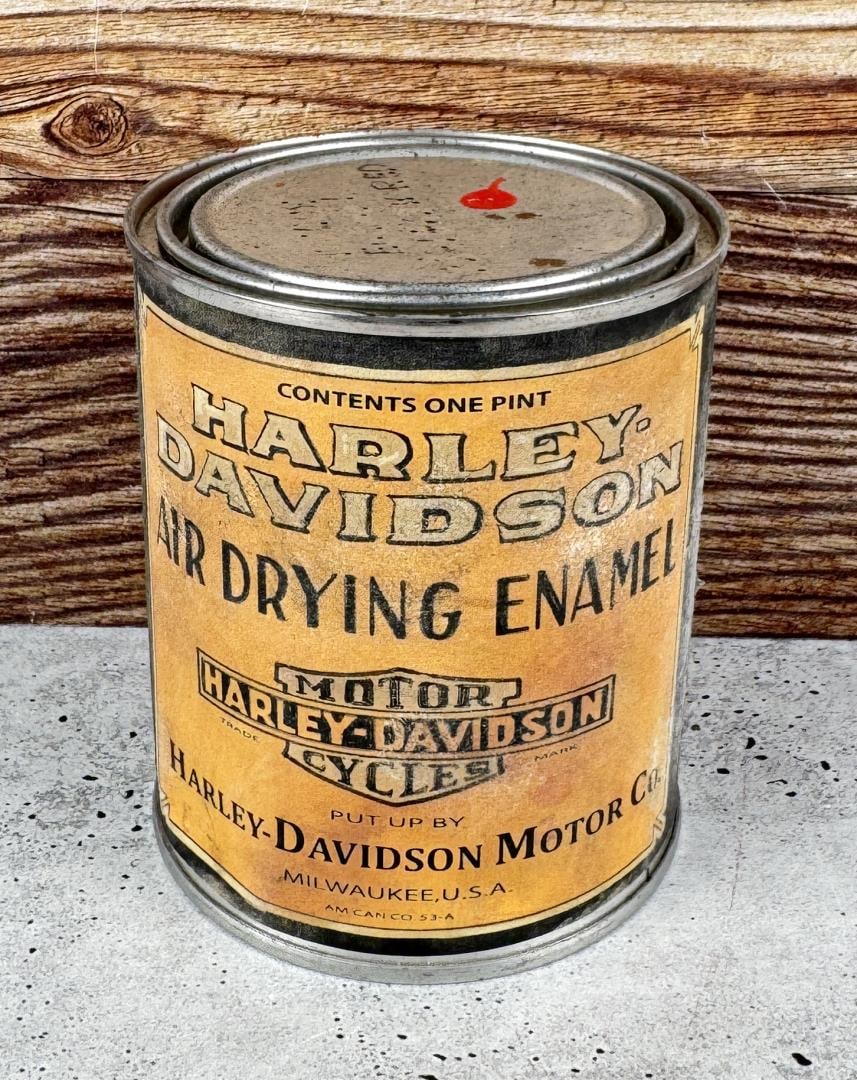 CONTENTS ONE PINT
HARLEY-
DAVIDSON
AIR DRYING ENAMEL
MOTOR
HARLEY-DAVIDSON
CYCLES
TRADE MARK
PUT UP BY
HARLEY-DAVIDSON MOTOR CO.
MILWAUKEE, U.S.A.
AM CAN CO. 53-A